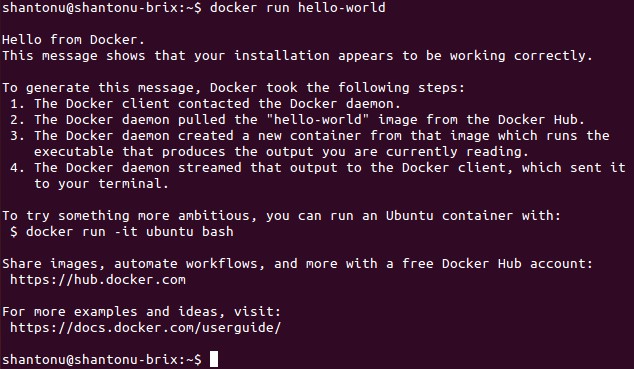 shantonu@shantonu-brix:~$ docker run hello-world
Hello from Docker.
This message shows that your installation appears to be working correctly.
To generate this message, Docker took the following steps:
1. The Docker client contacted the Docker daemon.
2. The Docker daemon pulled the "hello-world" image from the Docker Hub.
3. The Docker daemon created a new container from that image which runs the
executable that produces the output you are currently reading.
4. The Docker daemon streamed that output to the Docker client, which sent it
to your terminal.
To try something more ambitious, you can run an Ubuntu container with:
$ docker run -it ubuntu bash
Share images, automate workflows, and more with a free Docker Hub account:
https://hub.docker.com
For more examples and ideas, visit:
https://docs.docker.com/userguide/
shantonu@shantonu-brix:~$